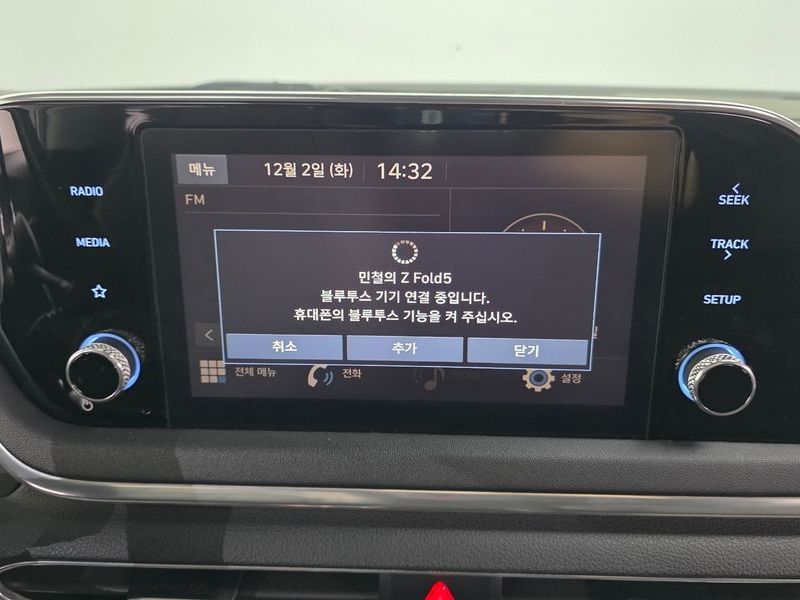 메뉴 12월 2일 (화) 14:32
FM
RADIO
MEDIA
SEEK
TRACK
SETUP
민철의 Z Fold5
블루투스 기기 연결 중입니다.
휴대폰의 블루투스 기능을 켜 주십시오.
취소 추가 닫기
전체 메뉴 전화 설정